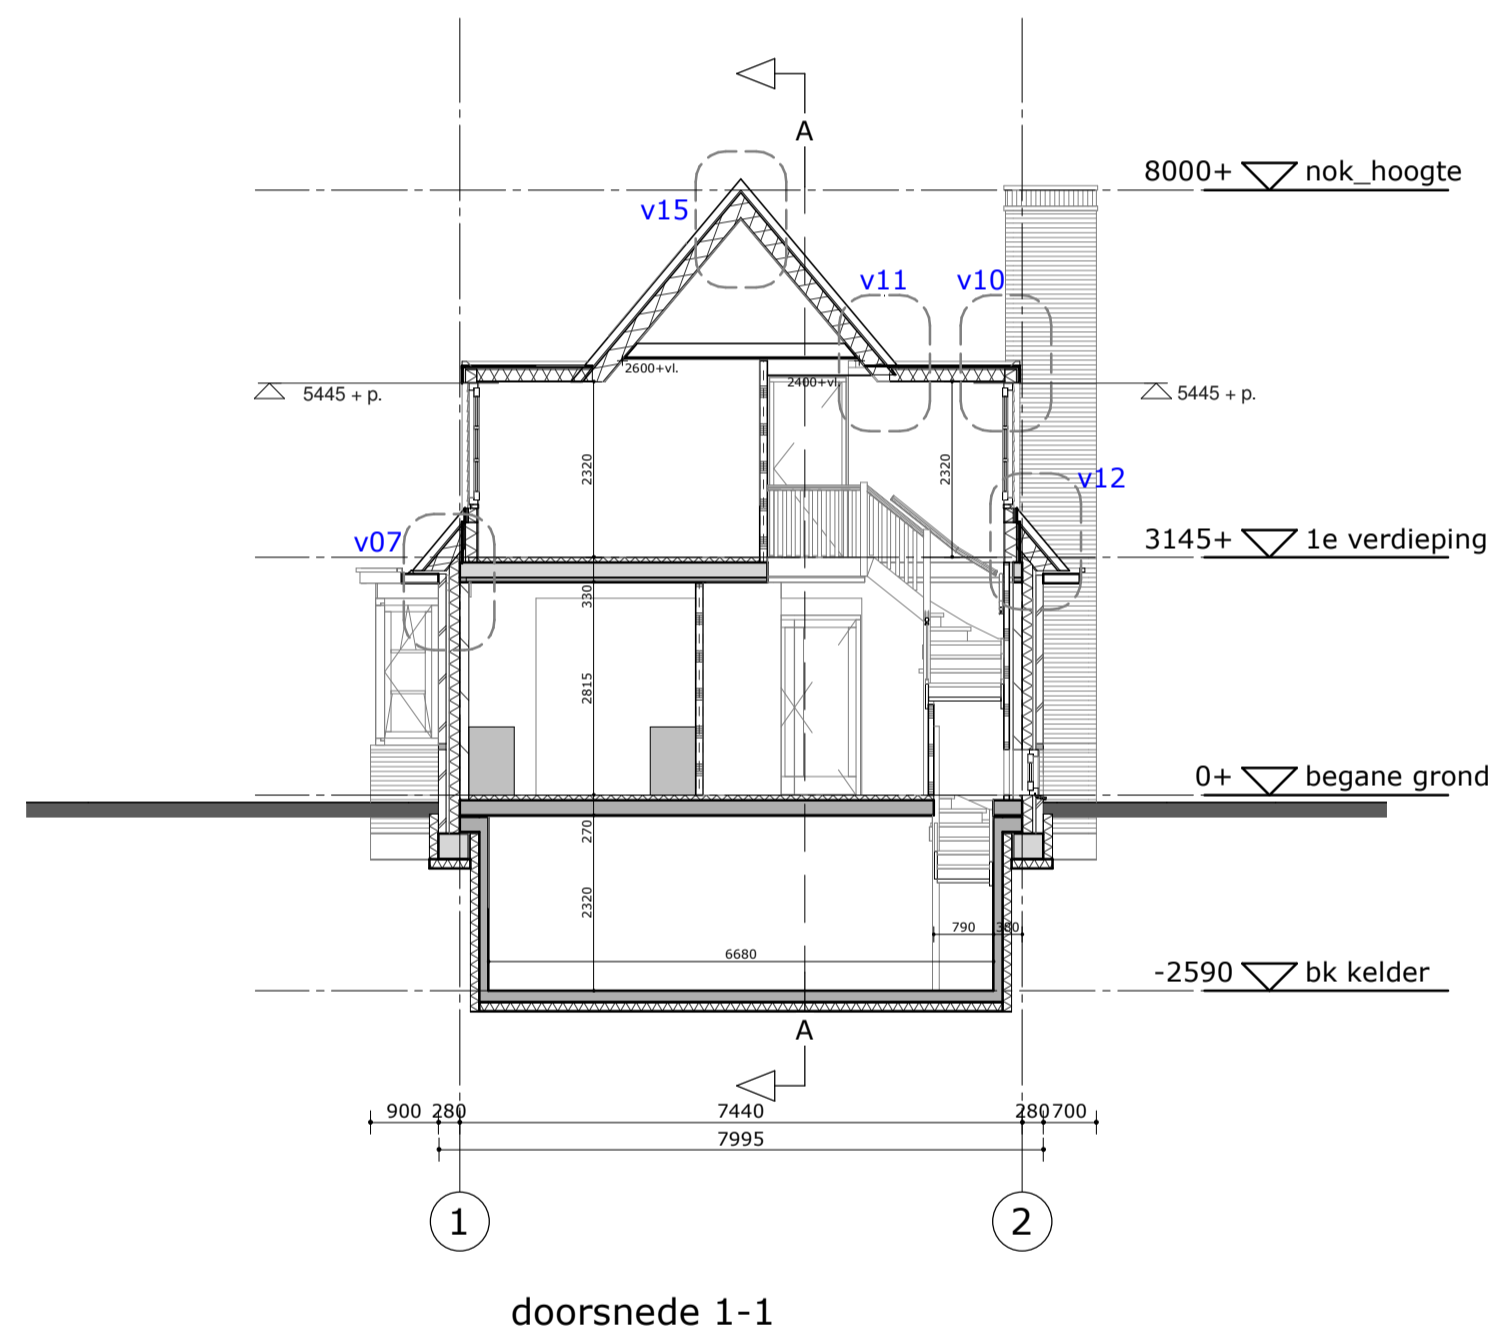 A
8000+ nok_hoogte
v15
v11 v10
2600+vl.
2400+vl.
5445 + p.
5445 + p.
2320
2320
v12
v07
3145+ 1e verdieping
330
2815
0+ begane grond
270
2320
790 380
6680
-2590 bk kelder
A
900 280 7440 280 700
7995
1 2
doorsnede 1-1